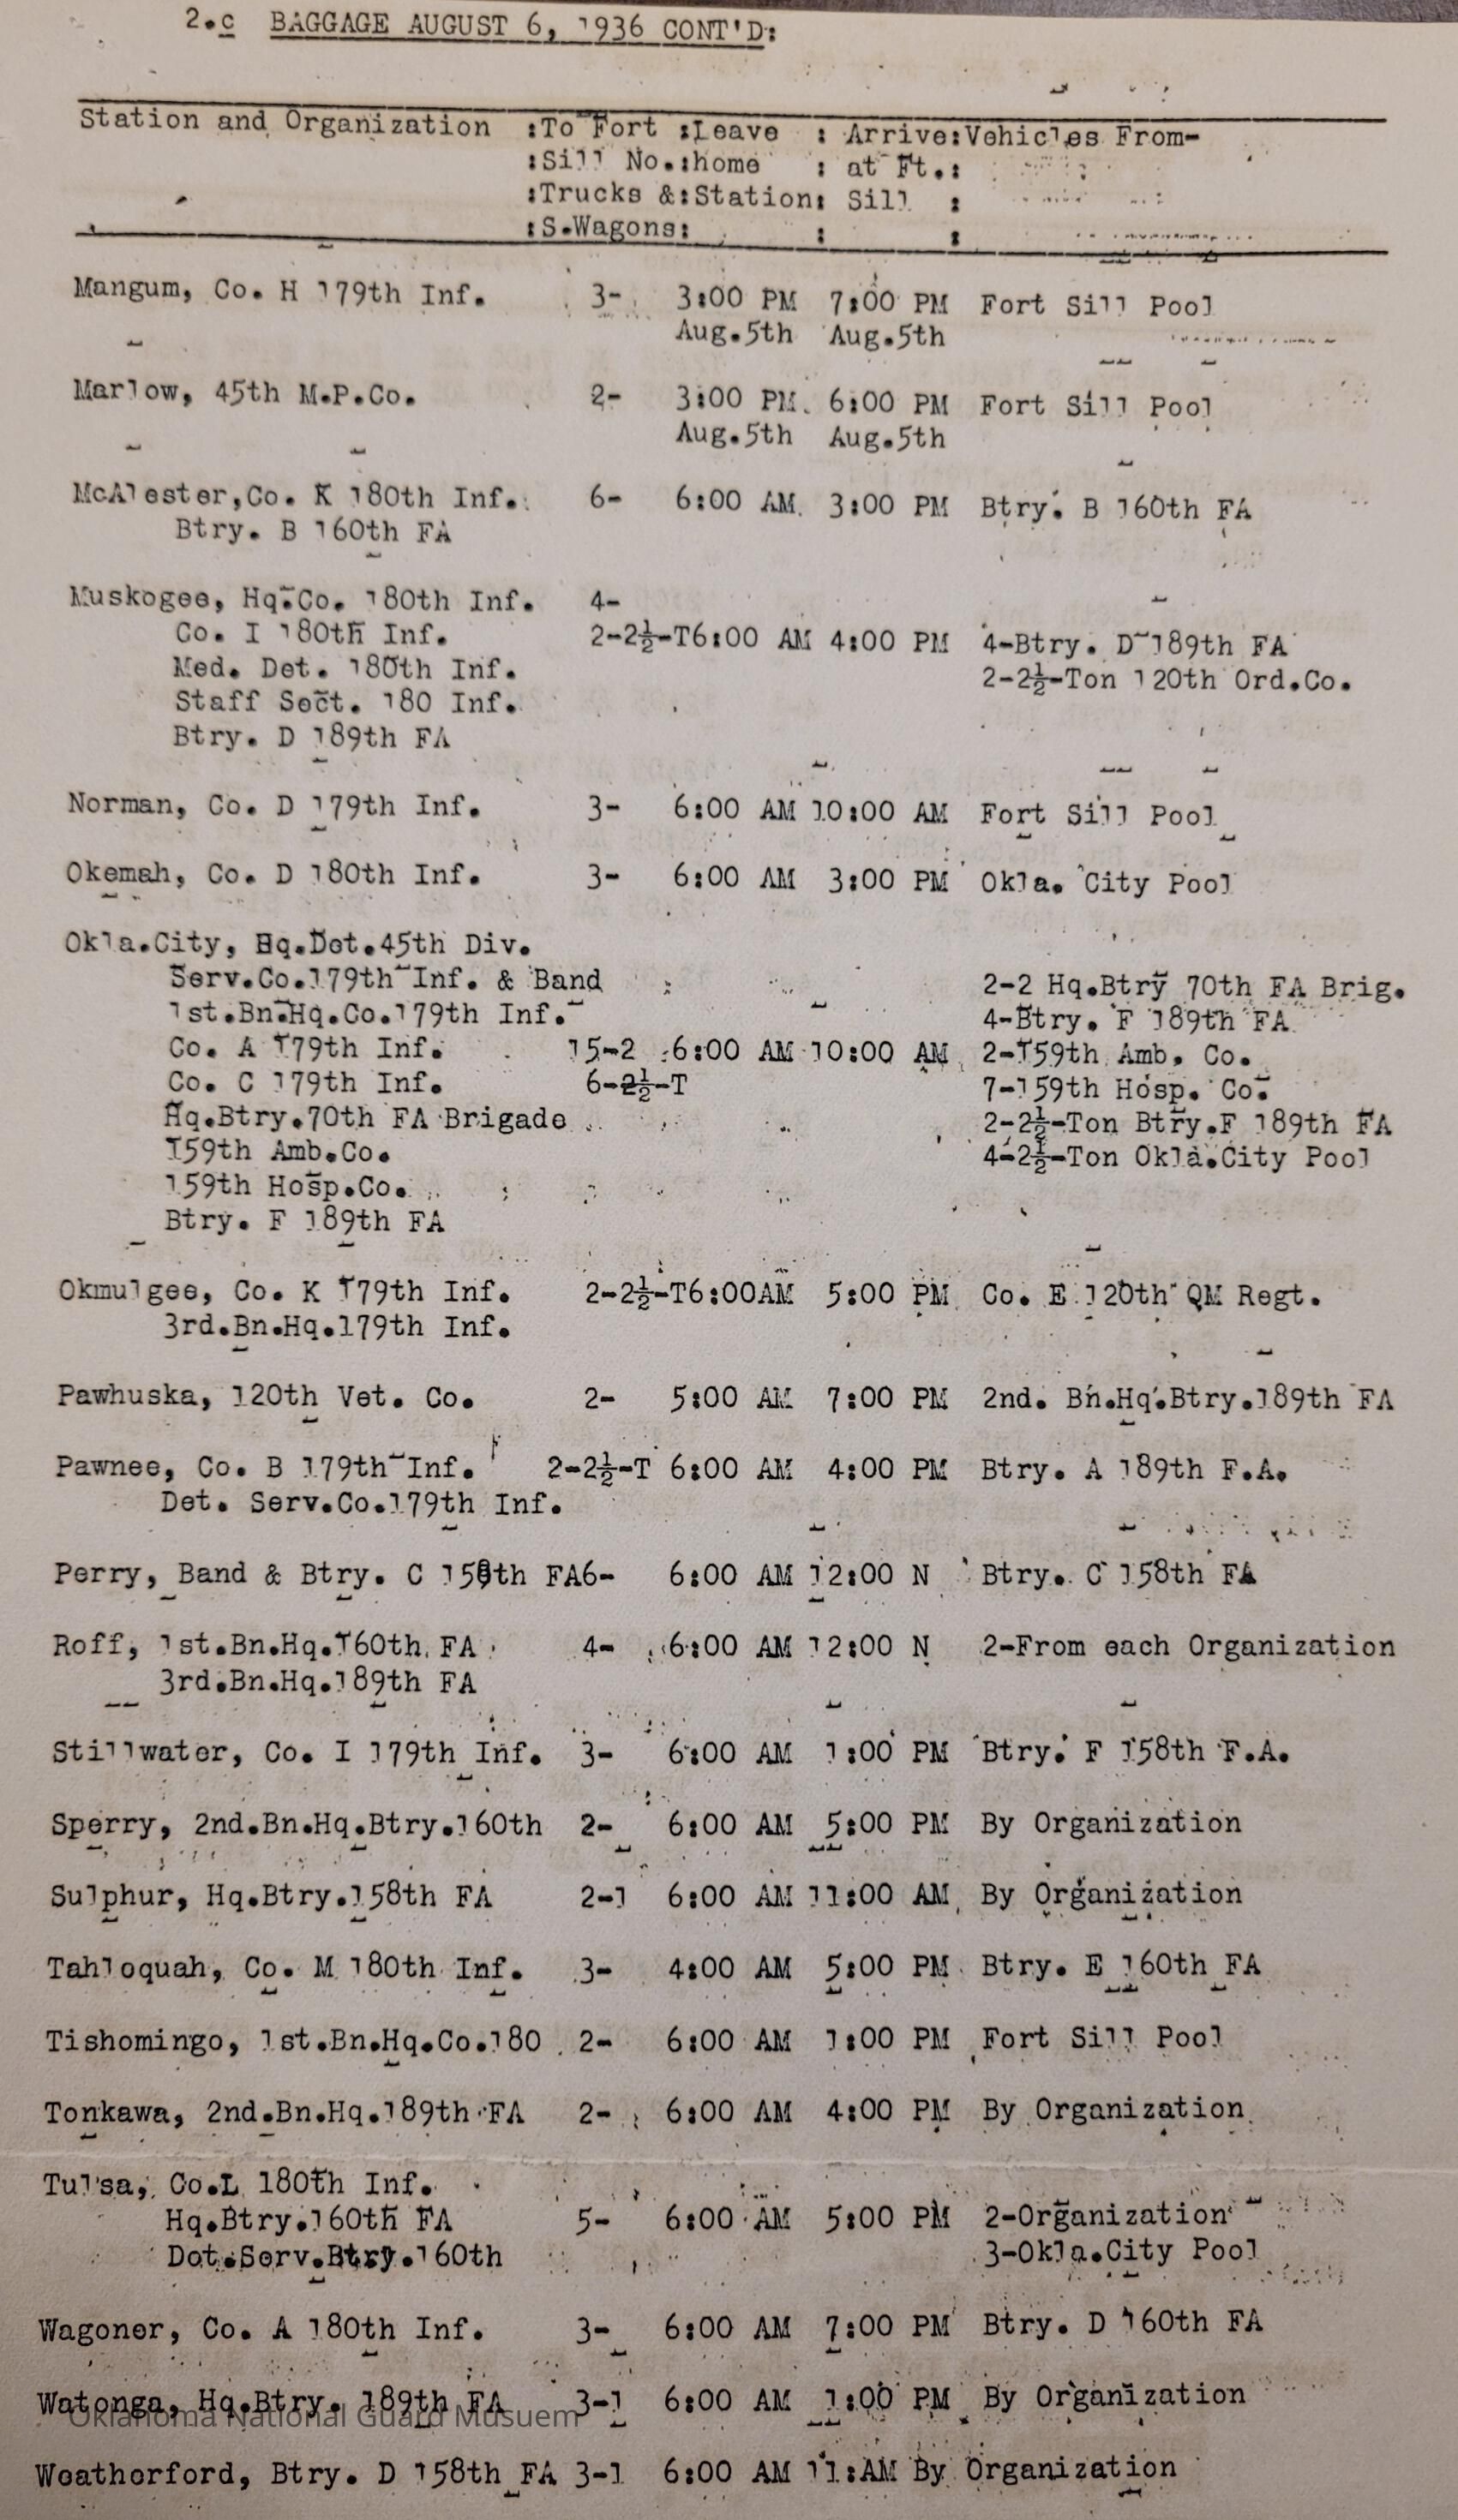 2.c BAGGAGE AUGUST 6, 1936 CONT'D:
Station and Organization :To Fort :Leave : Arrive:Vehicles From-
:Sill No.:home : at Ft.:
:Trucks &:Station: Sill :
:S.Wagons: : :
Mangum, Co. H 179th Inf. 3- 3:00 PM 7:00 PM Fort Sill Pool
Aug.5th Aug.5th
Marlow, 45th M.P.Co. 2- 3:00 PM. 6:00 PM Fort Sill Pool
Aug.5th Aug.5th
McAlester,Co. K 180th Inf. 6- 6:00 AM. 3:00 PM Btry. B 160th FA
Btry. B 160th FA
Muskogee, Hq.Co. 180th Inf. 4-
Co. I 180th Inf. 2-2½-T6:00 AM 4:00 PM 4-Btry. D 189th FA
Med. Det. 180th Inf. 2-2½-Ton 120th Ord.Co.
Staff Sect. 180 Inf.
Btry. D 189th FA
Norman, Co. D 179th Inf. 3- 6:00 AM 10:00 AM Fort Sill Pool
Okemah, Co. D 180th Inf. 3- 6:00 AM 3:00 PM Okla. City Pool
Okla.City, Hq.Det.45th Div.
Serv.Co.179th Inf. & Band 2-2 Hq.Btry 70th FA Brig.
1st.Bn.Hq.Co.179th Inf. 4-Btry. F 189th FA
Co. A 179th Inf. 15-2 6:00 AM 10:00 AM 2-159th Amb. Co.
Co. C 179th Inf. 6-2½-T 7-159th Hosp. Co.
Hq.Btry.70th FA Brigade 2-2½-Ton Btry.F 189th FA
159th Amb.Co. 4-2½-Ton Okla.City Pool
159th Hosp.Co.
Btry. F 189th FA
Okmulgee, Co. K 179th Inf. 2-2½-T6:00AM 5:00 PM Co. E 120th QM Regt.
3rd.Bn.Hq.179th Inf.
Pawhuska, 120th Vet. Co. 2- 5:00 AM 7:00 PM 2nd. Bn.Hq.Btry.189th FA
Pawnee, Co. B 179th Inf. 2-2½-T 6:00 AM 4:00 PM Btry. A 189th F.A.
Det. Serv.Co.179th Inf.
Perry, Band & Btry. C 158th FA6- 6:00 AM 12:00 N Btry. C 158th FA
Roff, 1st.Bn.Hq.160th FA 4- 6:00 AM 12:00 N 2-From each Organization
3rd.Bn.Hq.189th FA
Stillwater, Co. I 179th Inf. 3- 6:00 AM 1:00 PM Btry. F 158th F.A.
Sperry, 2nd.Bn.Hq.Btry.160th 2- 6:00 AM 5:00 PM By Organization
Sulphur, Hq.Btry.158th FA 2-1 6:00 AM 11:00 AM By Organization
Tahlequah, Co. M 180th Inf. 3- 4:00 AM 5:00 PM Btry. E 160th FA
Tishomingo, 1st.Bn.Hq.Co.180 2- 6:00 AM 1:00 PM Fort Sill Pool
Tonkawa, 2nd.Bn.Hq.189th FA 2- 6:00 AM 4:00 PM By Organization
Tulsa, Co.L 180th Inf.
Hq.Btry.160th FA 5- 6:00 AM 5:00 PM 2-Organization
Det.Serv.Btry.160th 3-Okla.City Pool
Wagoner, Co. A 180th Inf. 3- 6:00 AM 7:00 PM Btry. D 160th FA
Watonga, Hq.Btry. 189th FA 3-1 6:00 AM 1:00 PM By Organization
Oklahoma National Guard Musuem
Weatherford, Btry. D 158th FA 3-1 6:00 AM 11:AM By Organization